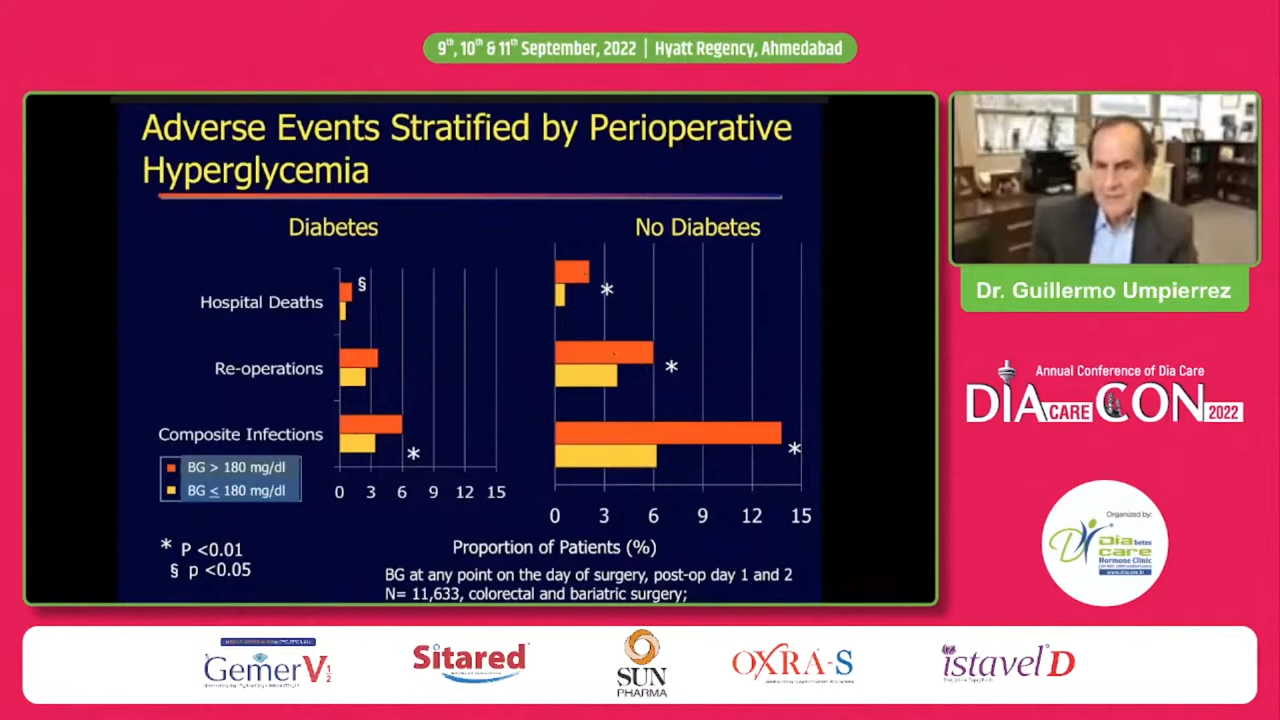 9th, 10th & 11th September, 2022 | Hyatt Regency, Ahmedabad
Adverse Events Stratified by Perioperative
Hyperglycemia
Diabetes
No Diabetes
Hospital Deaths
§
*
Re-operations
*
Composite Infections
*
*
BG > 180 mg/dl
BG ≤ 180 mg/dl
0 3 6 9 12 15
0 3 6 9 12 15
* P <0.01
§ p <0.05
Proportion of Patients (%)
BG at any point on the day of surgery, post-op day 1 and 2
N= 11,633, colorectal and bariatric surgery;
Dr. Guillermo Umpierrez
Annual Conference of Dia Care
DIA CARE CON 2022
Organized by:
Diabetes
care
Hormone Clinic
GemerV 1 2
Sitared
SUN
PHARMA
OXRA-S
istavel D